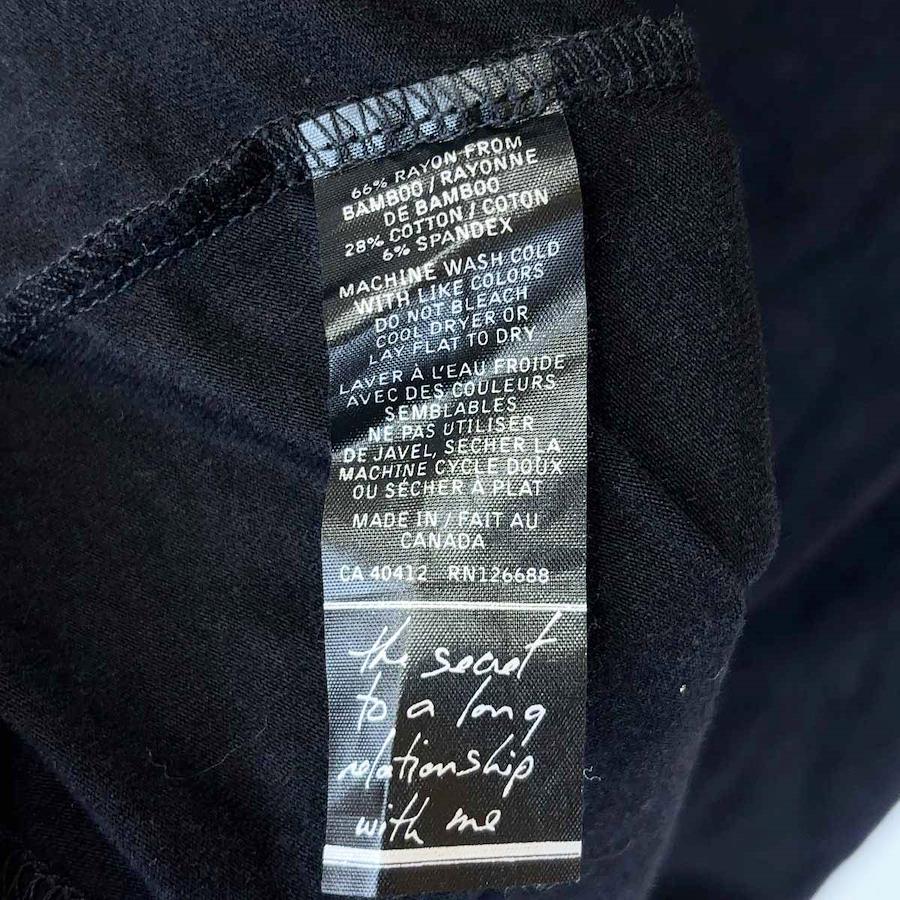 66% RAYON FROM
BAMBOO / RAYONNE
DE BAMBOO
28% COTTON / COTON
6% SPANDEX
MACHINE WASH COLD
WITH LIKE COLORS
DO NOT BLEACH
COOL DRYER OR
LAY FLAT TO DRY
LAVER À L'EAU FROIDE
AVEC DES COULEURS
SEMBLABLES
NE PAS UTILISER
DE JAVEL, SECHER LA
MACHINE CYCLE DOUX
OU SÉCHER À PLAT
MADE IN / FAIT AU
CANADA
CA 40412 RN126688
the secret
to a long
relationship
with me